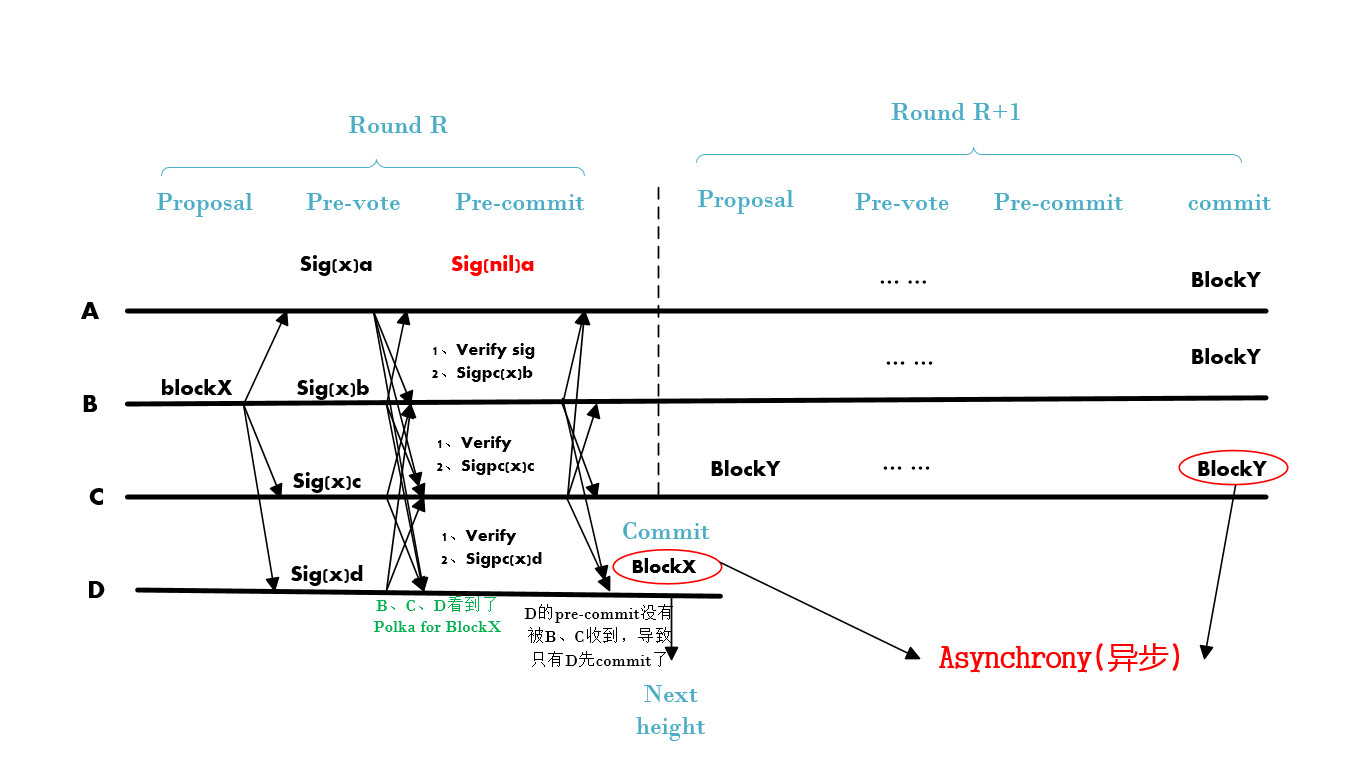 Round R
Round R+1
Proposal
Pre-vote
Pre-commit
Proposal
Pre-vote
Pre-commit
commit
Sig(x)a
Sig(nil)a
... ...
BlockY
A
1、Verify sig
2、Sigpc(x)b
... ...
BlockY
blockX
Sig(x)b
B
1、Verify
2、Sigpc(x)c
BlockY
... ...
BlockY
Sig(x)c
C
1、Verify
2、Sigpc(x)d
Commit
BlockX
Sig(x)d
D
B、C、D看到了
Polka for BlockX
D的pre-commit没有
被B、C收到，导致
只有D先commit了
Asynchrony(异步)
Next
height